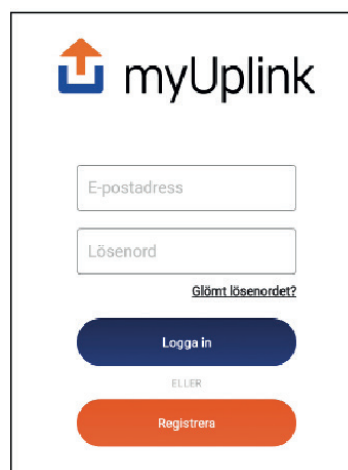 myUplink
E-postadress
Lösenord
Glömt lösenordet?
Logga in
ELLER
Registrera